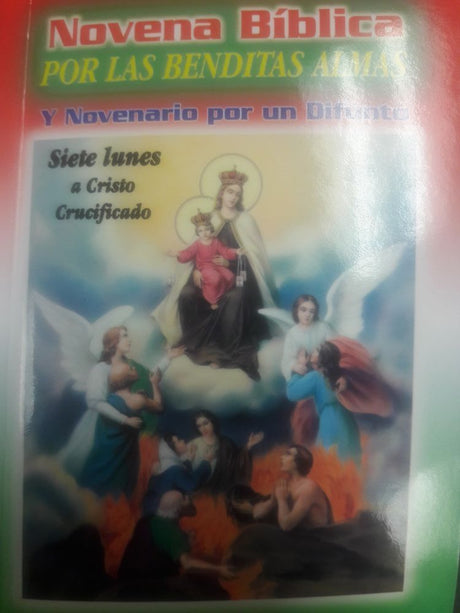 Novena Bíblica
POR LAS BENDITAS ALMAS
Y Novenario por un Difunto
Siete lunes
a Cristo
Crucificado